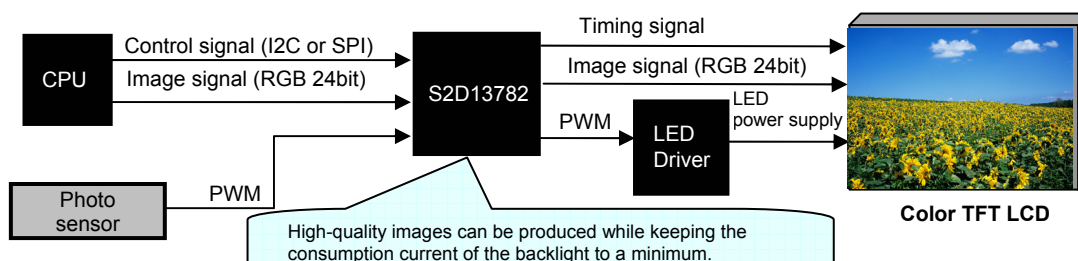 Control signal (I2C or SPI)
CPU
Image signal (RGB 24bit)
S2D13782
Timing signal
Image signal (RGB 24bit)
PWM
LED
Driver
LED
power supply
Color TFT LCD
Photo
sensor
PWM
High-quality images can be produced while keeping the
consumption current of the backlight to a minimum.